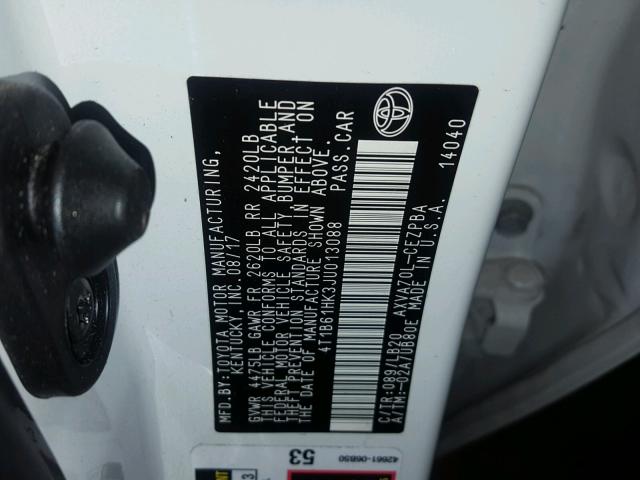 MFD. BY: TOYOTA MOTOR MANUFACTURING,
KENTUCKY, INC. 08/17
GVWR 4475LB GAWR FR 2620LB RR 2420LB
THIS VEHICLE CONFORMS TO ALL APPLICABLE
FEDERAL MOTOR VEHICLE SAFETY, BUMPER AND
THEFT PREVENTION STANDARDS IN EFFECT ON
THE DATE OF MANUFACTURE SHOWN ABOVE.
4T1B61HK3JU013088 PASS. CAR
C/TR:089/LB20 AXVA70L-CEZPBA
A/TM:-02A/UB80E MADE IN U.S.A.
14040
53
42661-06B50